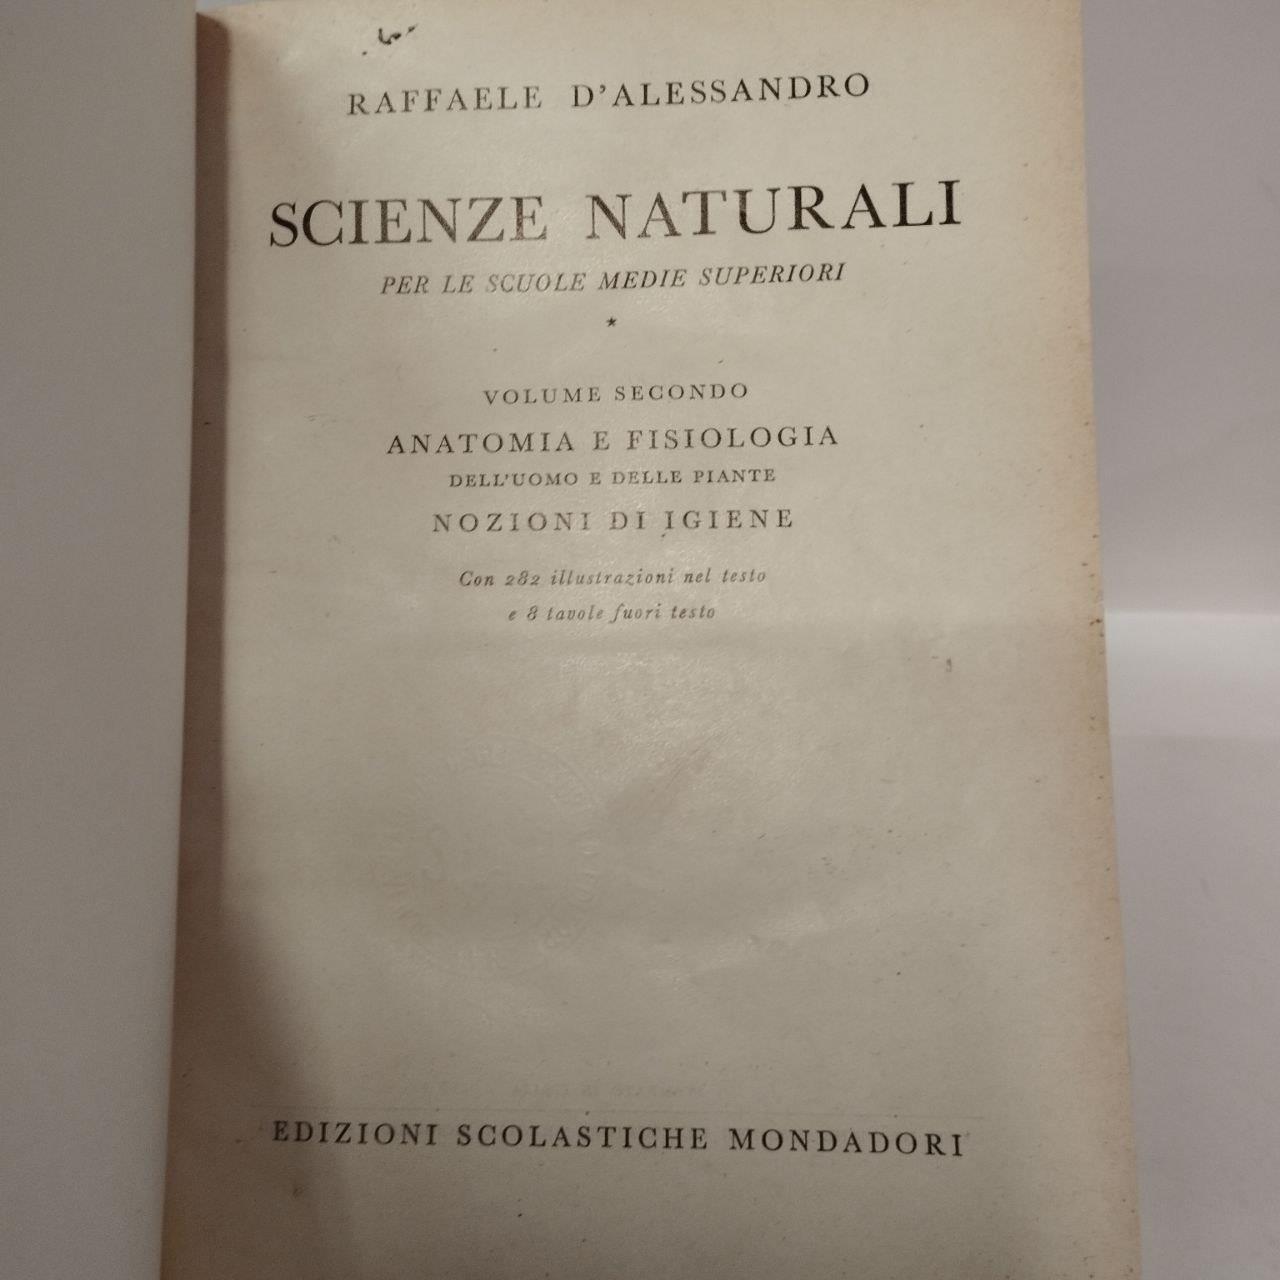 RAFFAELE D'ALESSANDRO
SCIENZE NATURALI
PER LE SCUOLE MEDIE SUPERIORI
*
VOLUME SECONDO
ANATOMIA E FISIOLOGIA
DELL'UOMO E DELLE PIANTE
NOZIONI DI IGIENE
Con 282 illustrazioni nel testo
e 8 tavole fuori testo
EDIZIONI SCOLASTICHE MONDADORI